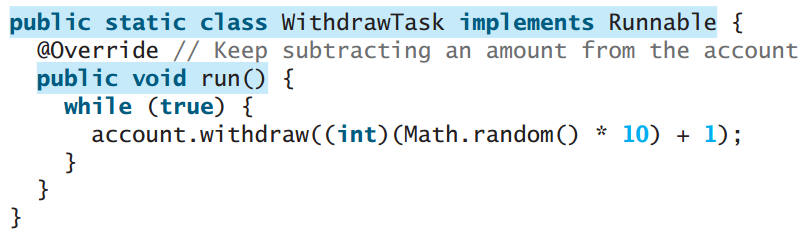 public static class WithdrawTask implements Runnable {
  @Override // Keep subtracting an amount from the account
  public void run() {
    while (true) {
      account.withdraw((int)(Math.random() * 10) + 1);
    }
  }
}